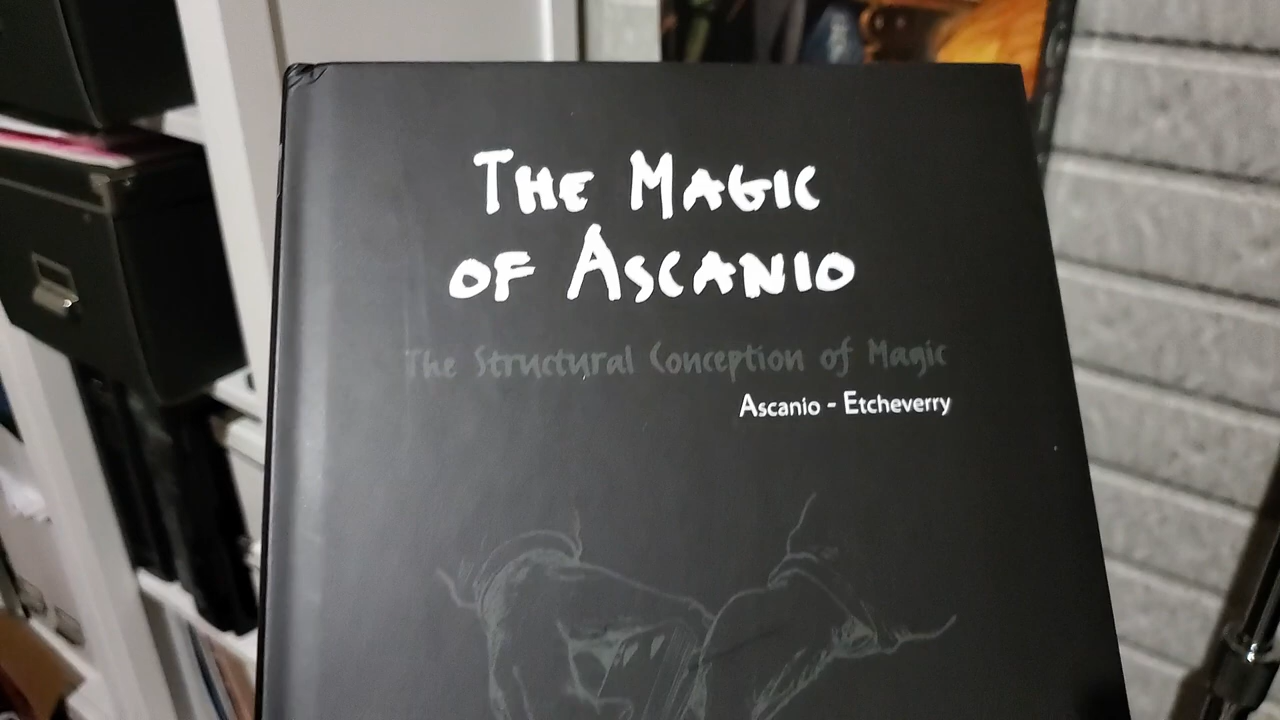 The Magic
of Ascanio
The Structural Conception of Magic
Ascanio - Etcheverry